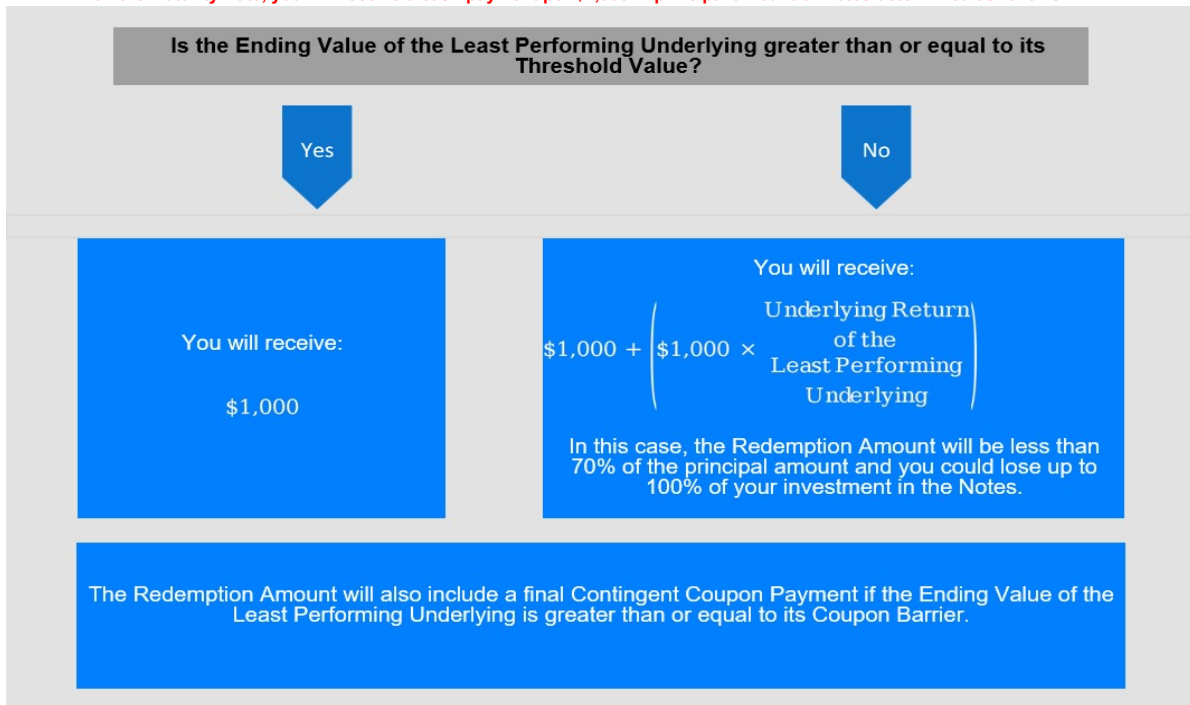 Is the Ending Value of the Least Performing Underlying greater than or equal to its
Threshold Value?
Yes
No
You will receive:
$1,000
You will receive:
$1,000 + ($1,000 × Underlying Return
of the
Least Performing
Underlying)
In this case, the Redemption Amount will be less than
70% of the principal amount and you could lose up to
100% of your investment in the Notes.
The Redemption Amount will also include a final Contingent Coupon Payment if the Ending Value of the
Least Performing Underlying is greater than or equal to its Coupon Barrier.